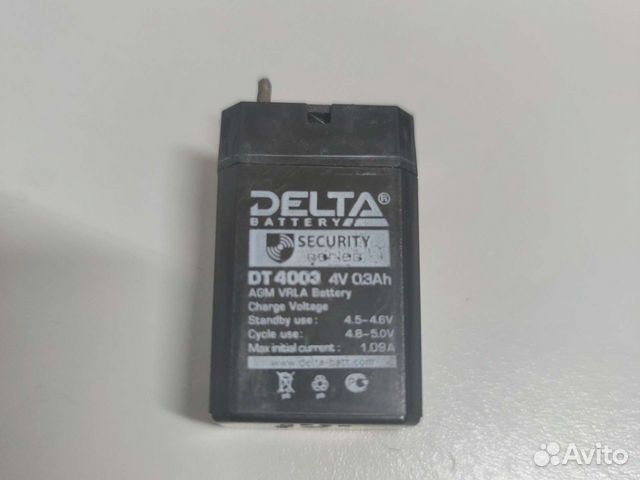 DELTA®
BATTERY
SECURITY
series
DT 4003 4V 0.3Ah
AGM VRLA Battery
Charge Voltage
Standby use: 4.5-4.6V
Cycle use: 4.8-5.0V
Max initial current: 1.09A
www.delta-batt.com
Avito